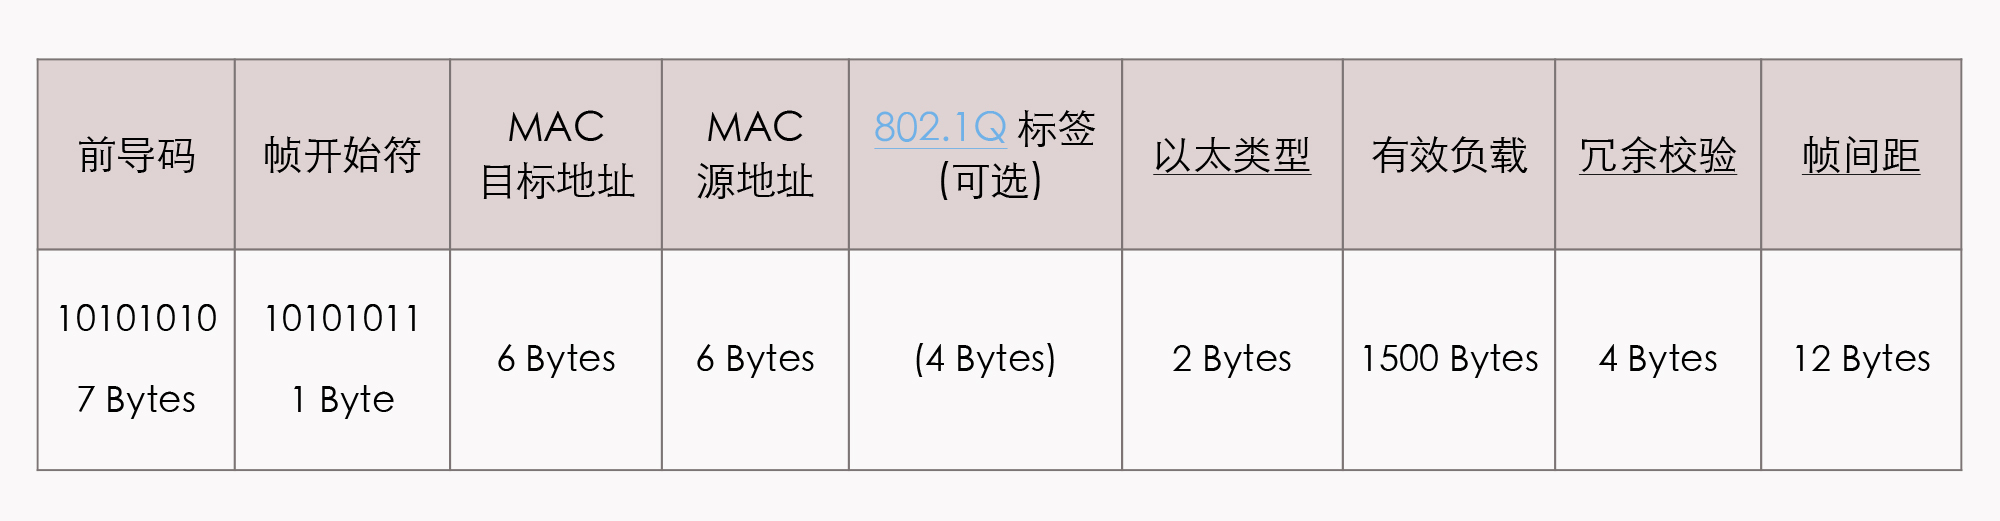 前导码
帧开始符
MAC
目标地址
MAC
源地址
802.1Q 标签
(可选)
以太类型
有效负载
冗余校验
帧间距
10101010
7 Bytes
10101011
1 Byte
6 Bytes
6 Bytes
(4 Bytes)
2 Bytes
1500 Bytes
4 Bytes
12 Bytes